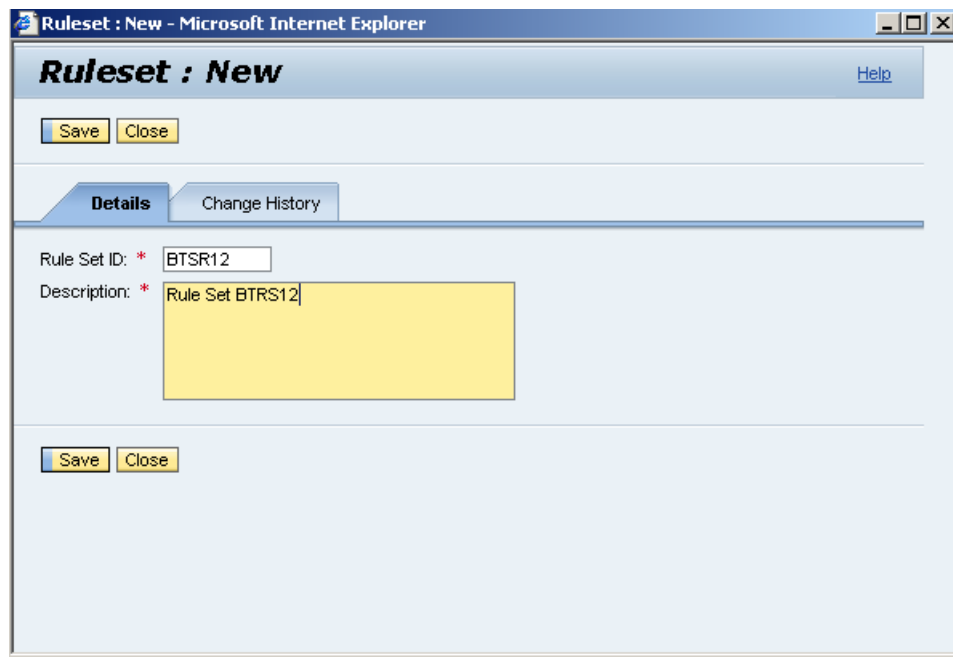 Ruleset : New - Microsoft Internet Explorer
Ruleset : New
Help
Save Close
Details Change History
Rule Set ID: * BTSR12
Description: * Rule Set BTRS12
Save Close